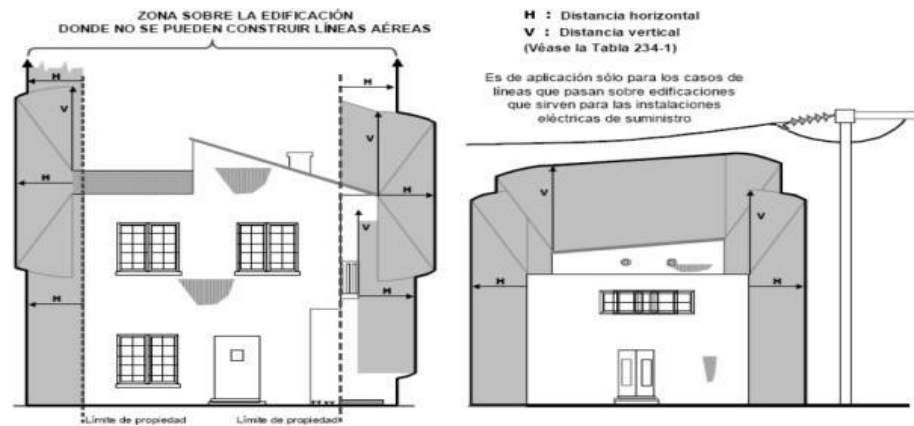 ZONA SOBRE LA EDIFICACIÓN
DONDE NO SE PUEDEN CONSTRUIR LÍNEAS AÉREAS
H : Distancia horizontal
V : Distancia vertical
(Véase la Tabla 234-1)
Es de aplicación sólo para los casos de
líneas que pasan sobre edificaciones
que sirven para las instalaciones
eléctricas de suministro
H
H
V
V
H
H
V
H
H
V
V
H
H
Límite de propiedad
Límite de propiedad